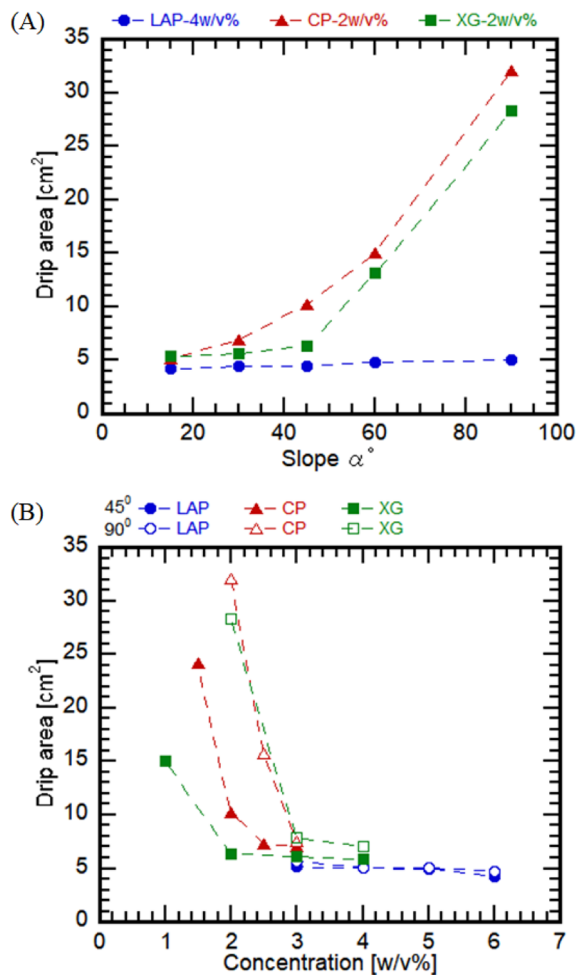 (A)
LAP-4w/v% CP-2w/v% XG-2w/v%
35
30
25
20
15
10
5
0
Drip area [cm²]
0 20 40 60 80 100
Slope α°
(B)
45⁰ LAP CP XG
90⁰ LAP CP XG
35
30
25
20
15
10
5
0
Drip area [cm²]
0 1 2 3 4 5 6 7
Concentration [w/v%]